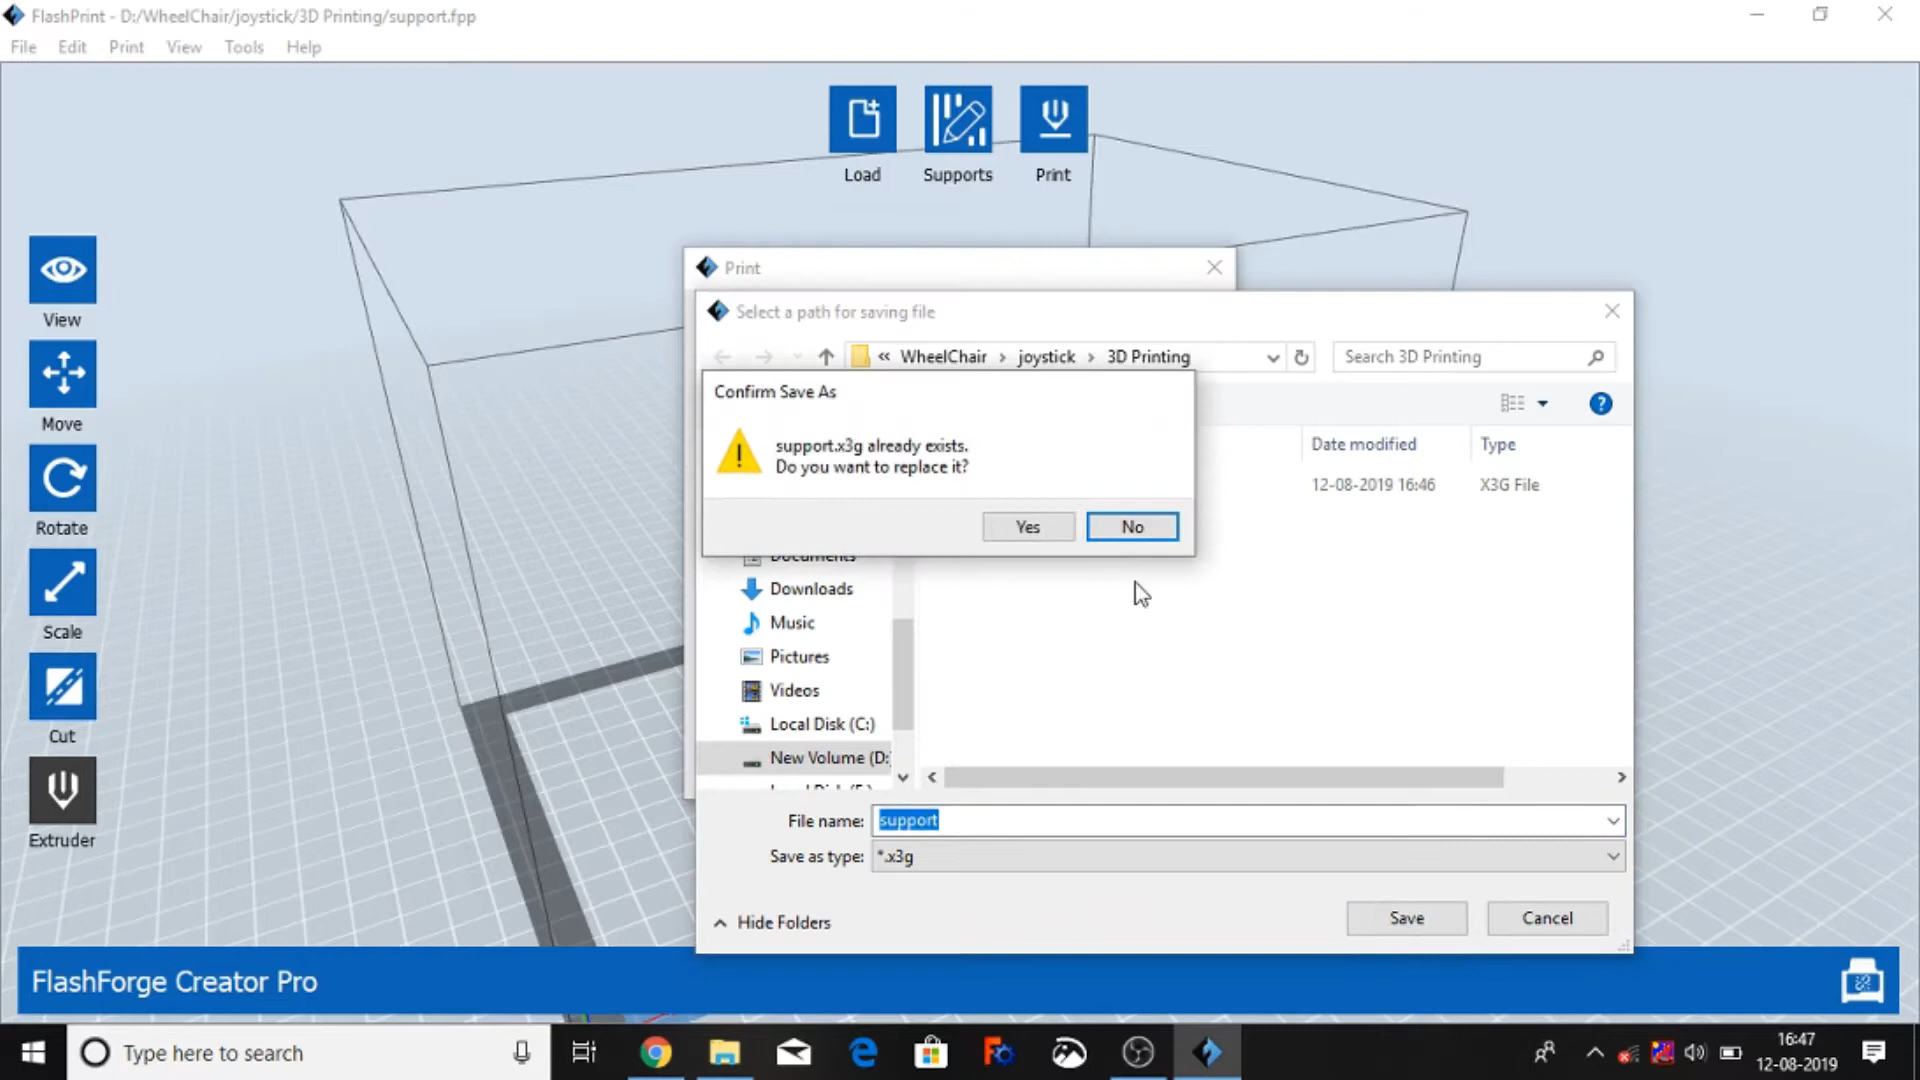 FlashPrint - D:/WheelChair/joystick/3D Printing/support.fpp
File Edit Print View Tools Help
Load Supports Print
View
Move
Rotate
Scale
Cut
Extruder
Print
Select a path for saving file
« WheelChair › joystick › 3D Printing
Search 3D Printing
Confirm Save As
support.x3g already exists.
Do you want to replace it?
Yes No
Date modified Type
12-08-2019 16:46 X3G File
Documents
Downloads
Music
Pictures
Videos
Local Disk (C:)
New Volume (D:
File name: support
Save as type: *.x3g
Hide Folders
Save Cancel
FlashForge Creator Pro
Type here to search
16:47
12-08-2019